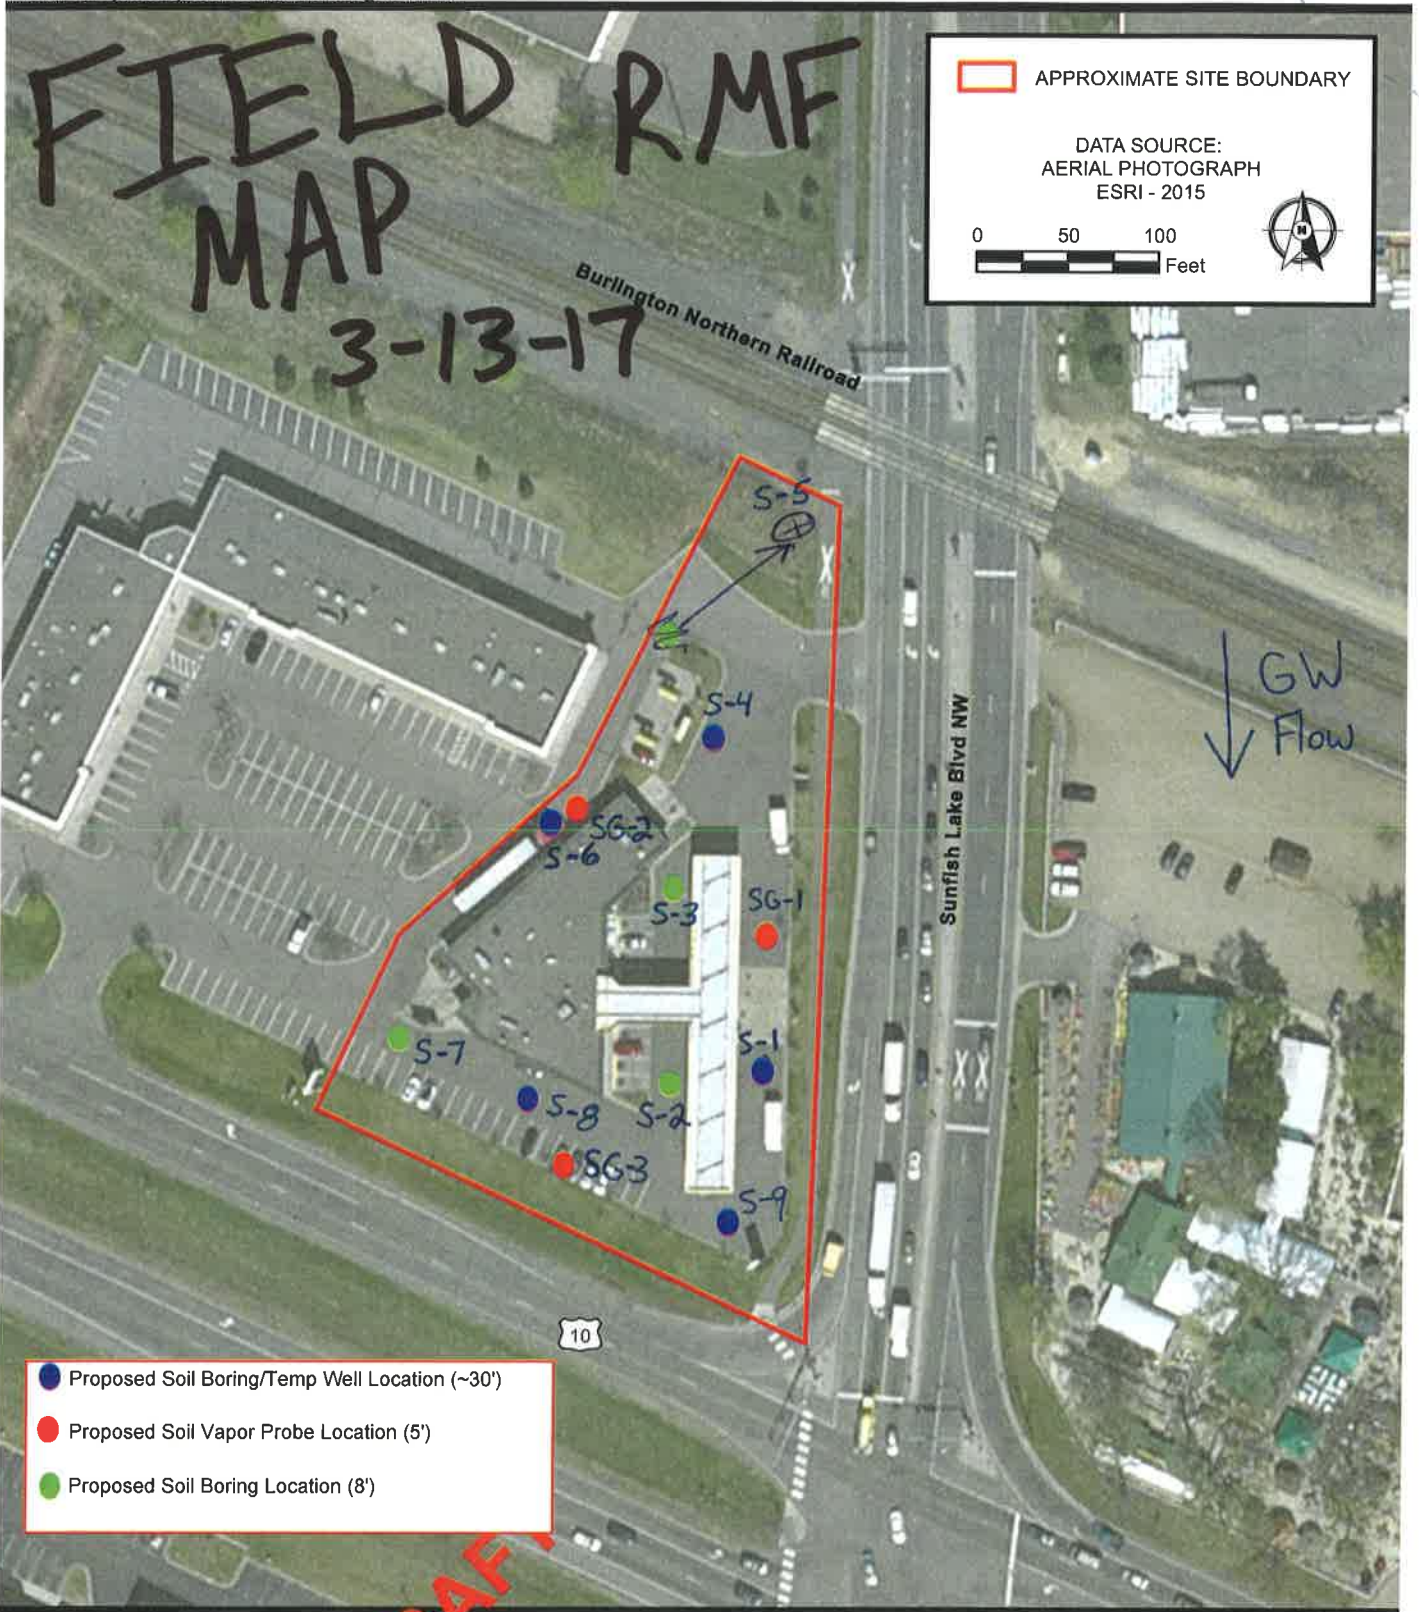 FIELD RMF
MAP
3-13-17
APPROXIMATE SITE BOUNDARY
DATA SOURCE:
AERIAL PHOTOGRAPH
ESRI - 2015
0 50 100
Feet
N
Burlington Northern Railroad
S-5
GW
Flow
S-4
Sunfish Lake Blvd NW
SG-2
S-6
S-3
SG-1
S-7
S-1
S-8
S-2
SG-3
S-9
10
Proposed Soil Boring/Temp Well Location (~30')
Proposed Soil Vapor Probe Location (5')
Proposed Soil Boring Location (8')